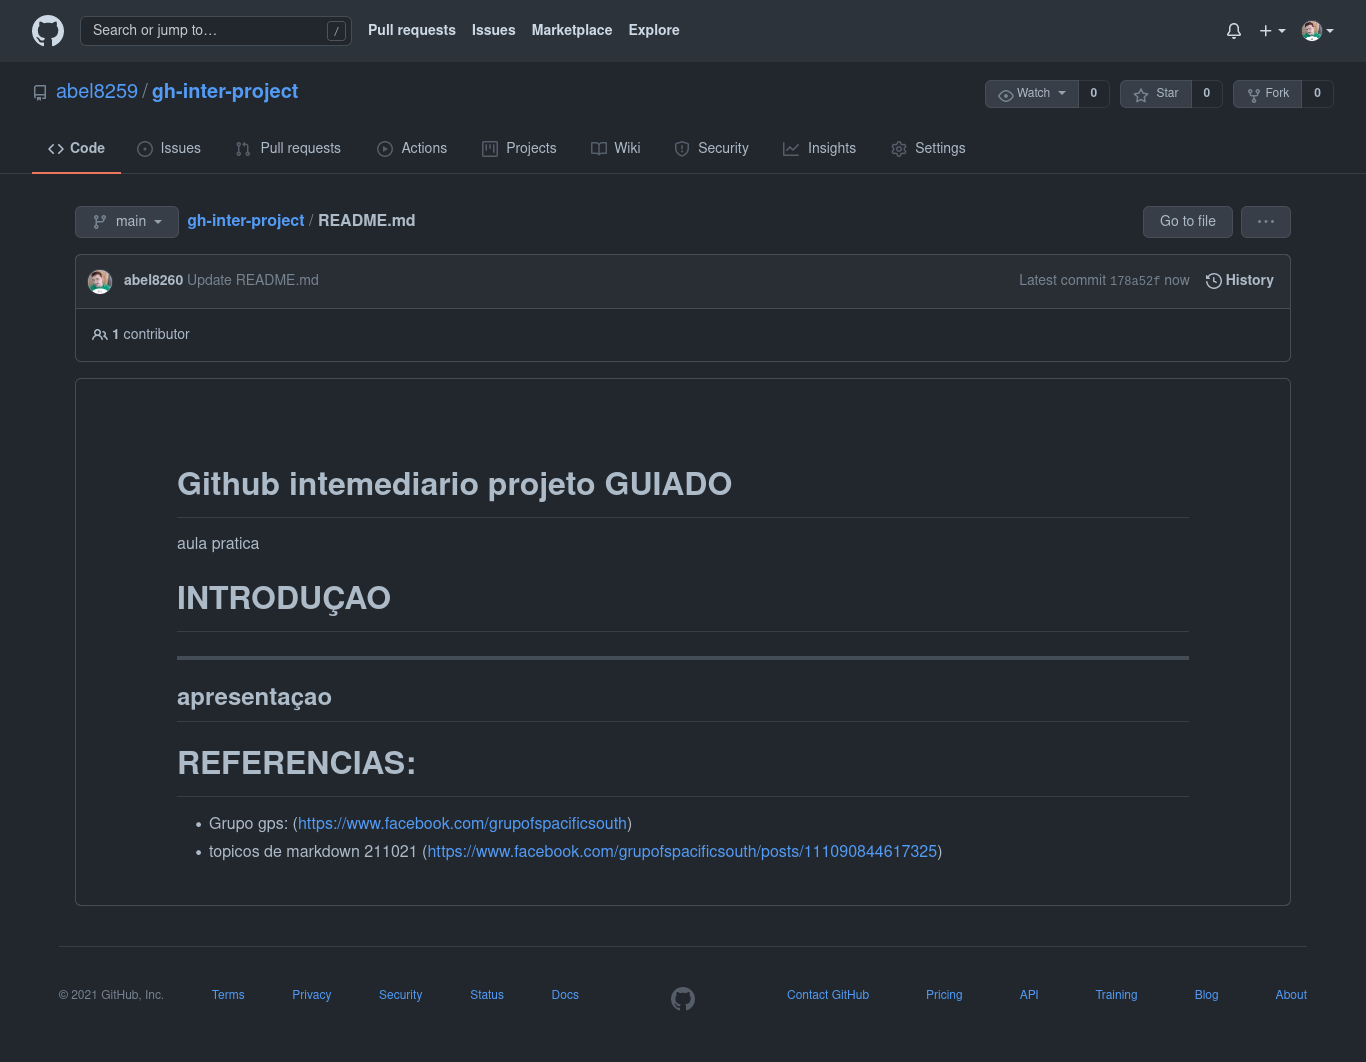 Search or jump to… /
Pull requests Issues Marketplace Explore
abel8259 / gh-inter-project
Watch 0 Star 0 Fork 0
Code Issues Pull requests Actions Projects Wiki Security Insights Settings
main gh-inter-project / README.md Go to file ...
abel8260 Update README.md Latest commit 178a52f now History
1 contributor
Github intemediario projeto GUIADO
aula pratica
INTRODUÇAO
apresentaçao
REFERENCIAS:
• Grupo gps: (https://www.facebook.com/grupofspacificsouth)
• topicos de markdown 211021 (https://www.facebook.com/grupofspacificsouth/posts/111090844617325)
© 2021 GitHub, Inc. Terms Privacy Security Status Docs Contact GitHub Pricing API Training Blog About